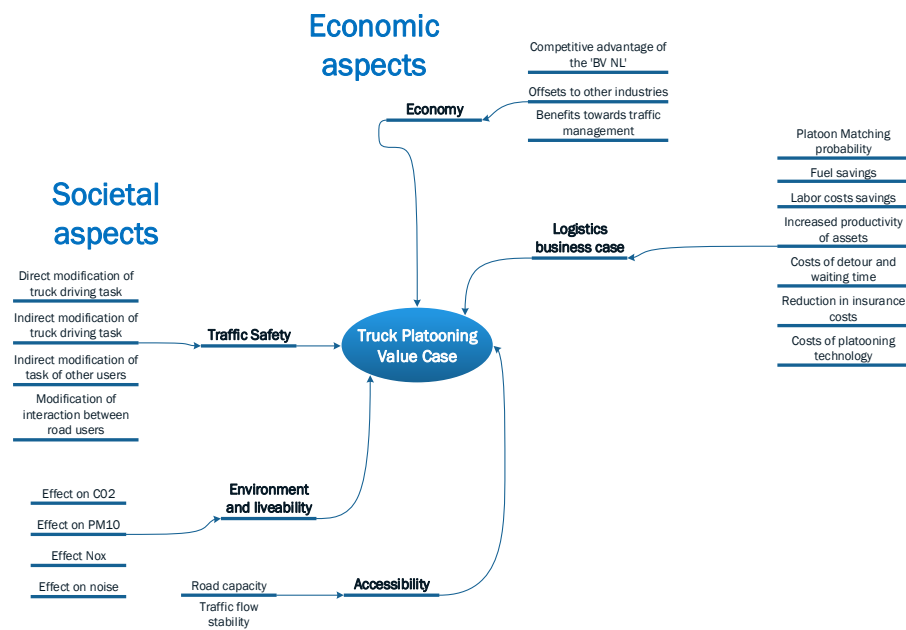 Economic
aspects
Competitive advantage of
the 'BV NL'
Offsets to other industries
Benefits towards traffic
management
Economy
Platoon Matching
probability
Fuel savings
Labor costs savings
Increased productivity
of assets
Costs of detour and
waiting time
Reduction in insurance
costs
Costs of platooning
technology
Logistics
business case
Societal
aspects
Direct modification of
truck driving task
Indirect modification of
truck driving task
Indirect modification of
task of other users
Modification of
interaction between
road users
Traffic Safety
Truck Platooning
Value Case
Effect on CO2
Effect on PM10
Effect Nox
Effect on noise
Environment
and liveability
Road capacity
Traffic flow
stability
Accessibility